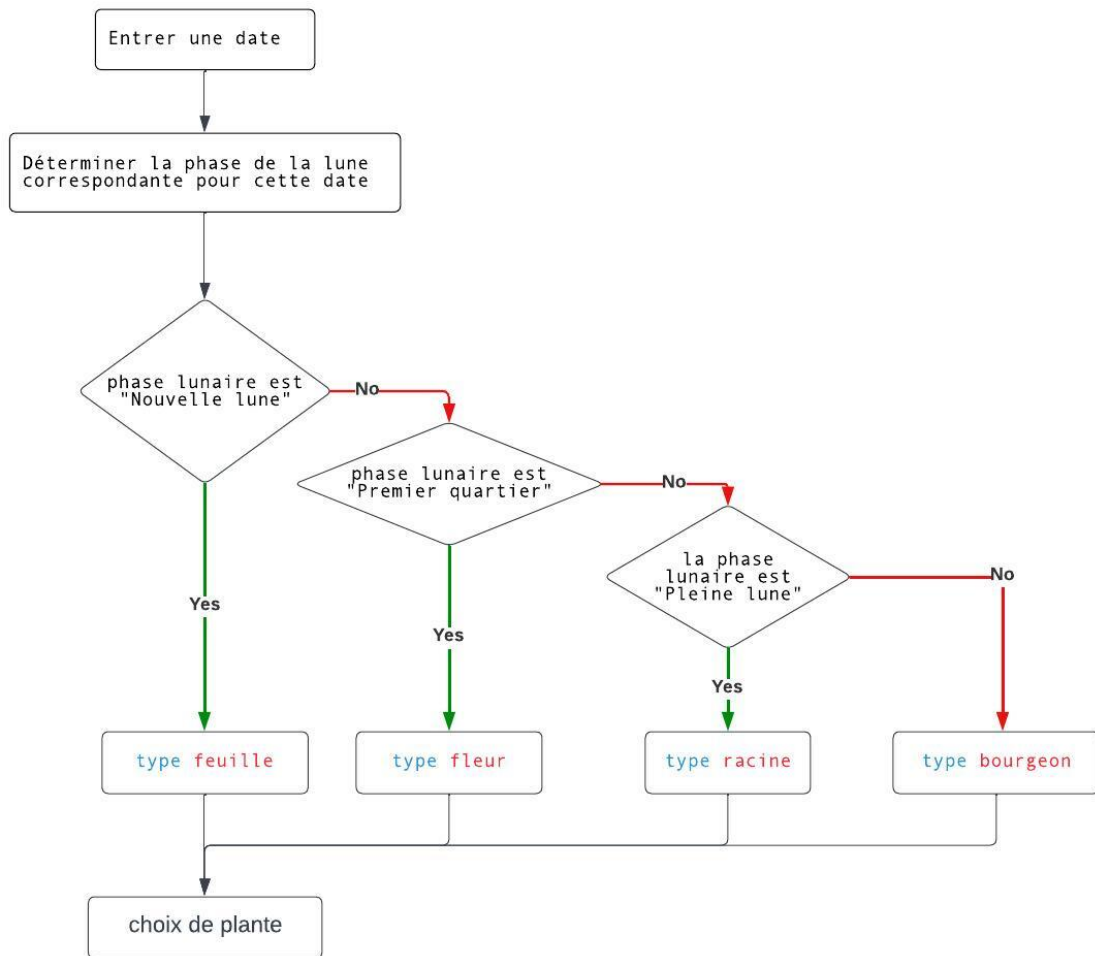 Entrer une date
Déterminer la phase de la lune
correspondante pour cette date
phase lunaire est
"Nouvelle lune"
No
phase lunaire est
"Premier quartier"
No
la phase
lunaire est
"Pleine lune"
No
Yes
Yes
Yes
type feuille
type fleur
type racine
type bourgeon
choix de plante